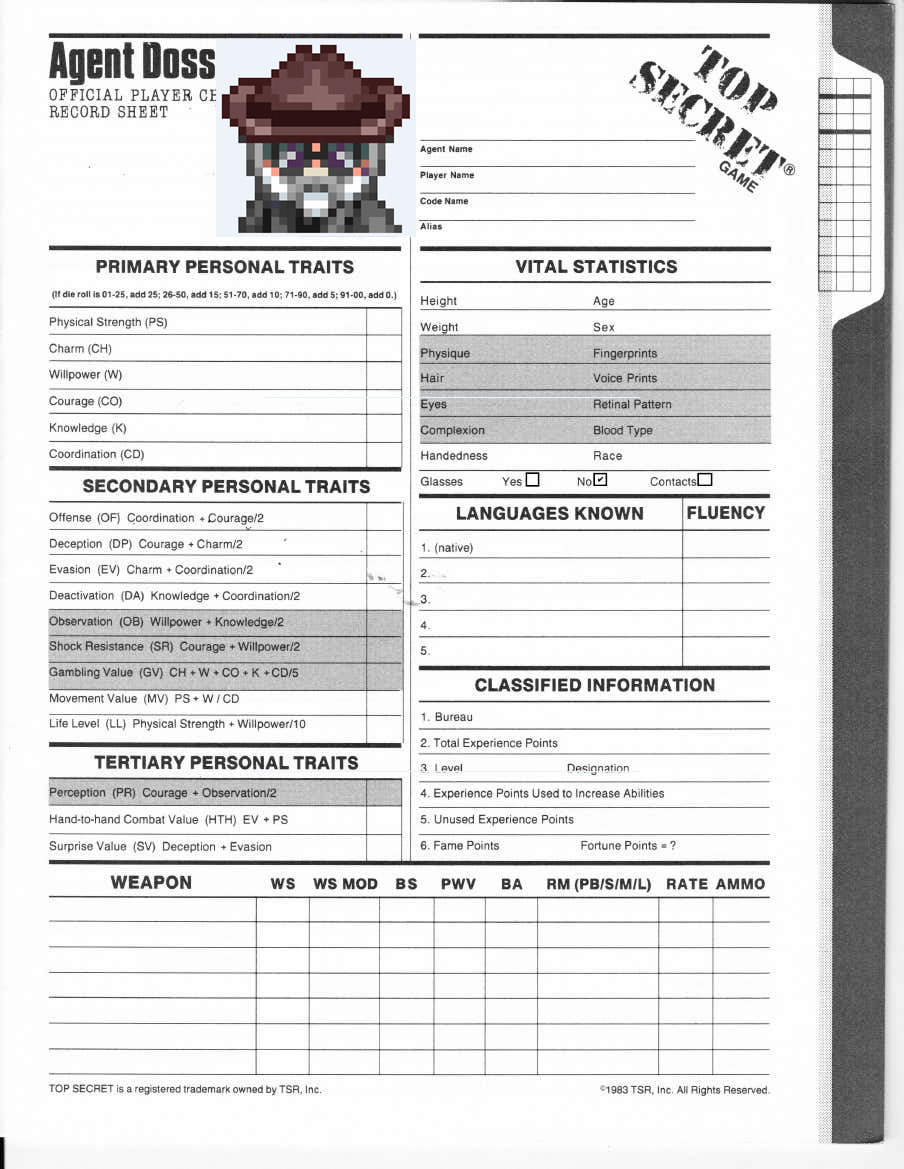 Agent Doss
OFFICIAL PLAYER CH
RECORD SHEET
TOP
SECRET®
GAME
Agent Name
Player Name
Code Name
Alias
PRIMARY PERSONAL TRAITS
(If die roll is 01-25, add 25; 26-50, add 15; 51-70, add 10; 71-90, add 5; 91-00, add 0.)
Physical Strength (PS)
Charm (CH)
Willpower (W)
Courage (CO)
Knowledge (K)
Coordination (CD)
SECONDARY PERSONAL TRAITS
Offense (OF) Coordination + Courage/2
Deception (DP) Courage + Charm/2
Evasion (EV) Charm + Coordination/2
Deactivation (DA) Knowledge + Coordination/2
Observation (OB) Willpower + Knowledge/2
Shock Resistance (SR) Courage + Willpower/2
Gambling Value (GV) CH + W + CO + K + CD/5
Movement Value (MV) PS + W / CD
Life Level (LL) Physical Strength + Willpower/10
TERTIARY PERSONAL TRAITS
Perception (PR) Courage + Observation/2
Hand-to-hand Combat Value (HTH) EV + PS
Surprise Value (SV) Deception + Evasion
VITAL STATISTICS
Height Age
Weight Sex
Physique Fingerprints
Hair Voice Prints
Eyes Retinal Pattern
Complexion Blood Type
Handedness Race
Glasses Yes No Contacts
LANGUAGES KNOWN FLUENCY
1. (native)
2.
3.
4.
5.
CLASSIFIED INFORMATION
1. Bureau
2. Total Experience Points
3 Level Designation
4. Experience Points Used to Increase Abilities
5. Unused Experience Points
6. Fame Points Fortune Points = ?
WEAPON WS WS MOD BS PWV BA RM (PB/S/M/L) RATE AMMO
TOP SECRET is a registered trademark owned by TSR, Inc. ©1983 TSR, Inc. All Rights Reserved.